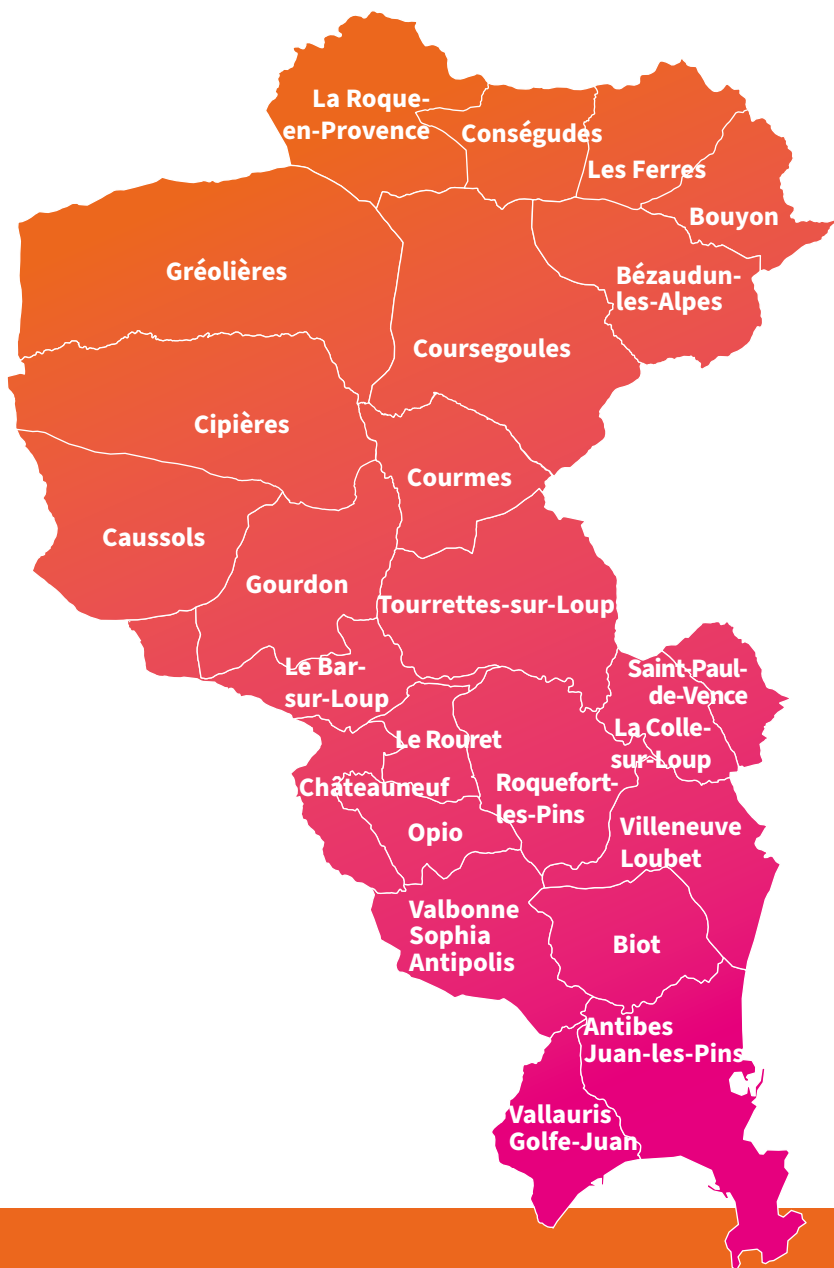 La Roque-
en-Provence
Conségudes
Les Ferres
Bouyon
Gréolières
Bézaudun-
les-Alpes
Coursegoules
Cipières
Courmes
Caussols
Gourdon
Tourrettes-sur-Loup
Le Bar-
sur-Loup
Saint-Paul-
de-Vence
La Colle-
sur-Loup
Le Rouret
Châteauneuf
Roquefort-
les-Pins
Opio
Villeneuve
Loubet
Valbonne
Sophia
Antipolis
Biot
Antibes
Juan-les-Pins
Vallauris
Golfe-Juan